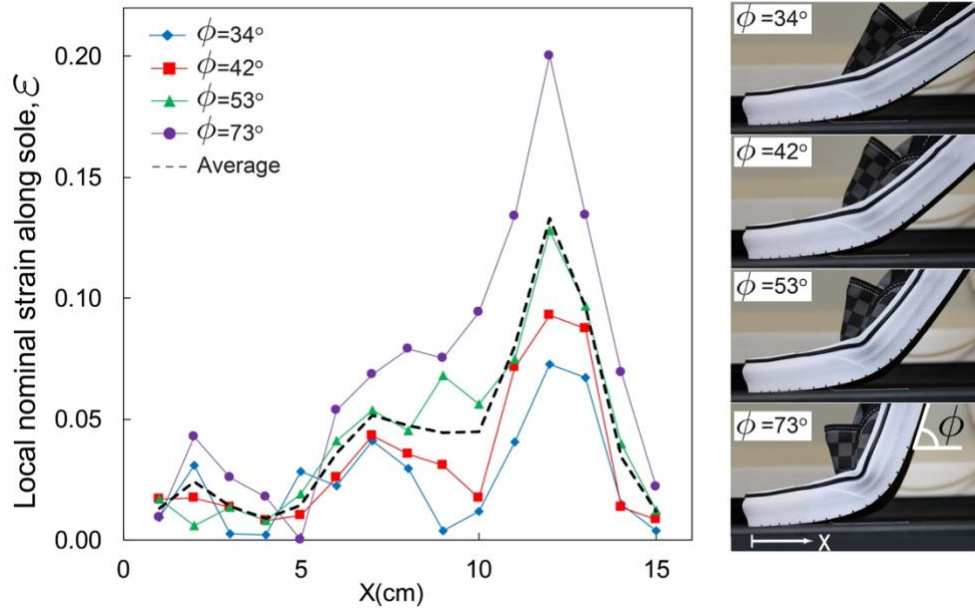 Local nominal strain along sole, ℰ
0.20
0.15
0.10
0.05
0.00
0
5
10
15
X(cm)
ϕ=34°
ϕ=42°
ϕ=53°
ϕ=73°
Average
ϕ=34°
ϕ=42°
ϕ=53°
ϕ=73°
ϕ
X